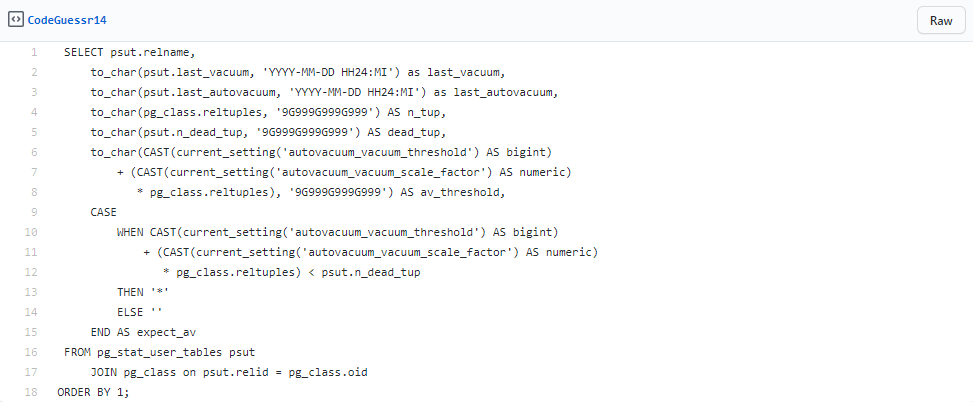 CodeGuessr14
Raw
1 SELECT psut.relname,
2 to_char(psut.last_vacuum, 'YYYY-MM-DD HH24:MI') as last_vacuum,
3 to_char(psut.last_autovacuum, 'YYYY-MM-DD HH24:MI') as last_autovacuum,
4 to_char(pg_class.reltuples, '9G999G999G999') AS n_tup,
5 to_char(psut.n_dead_tup, '9G999G999G999') AS dead_tup,
6 to_char(CAST(current_setting('autovacuum_vacuum_threshold') AS bigint)
7 + (CAST(current_setting('autovacuum_vacuum_scale_factor') AS numeric)
8 * pg_class.reltuples), '9G999G999G999') AS av_threshold,
9 CASE
10 WHEN CAST(current_setting('autovacuum_vacuum_threshold') AS bigint)
11 + (CAST(current_setting('autovacuum_vacuum_scale_factor') AS numeric)
12 * pg_class.reltuples) < psut.n_dead_tup
13 THEN '*'
14 ELSE ''
15 END AS expect_av
16 FROM pg_stat_user_tables psut
17 JOIN pg_class on psut.relid = pg_class.oid
18 ORDER BY 1;